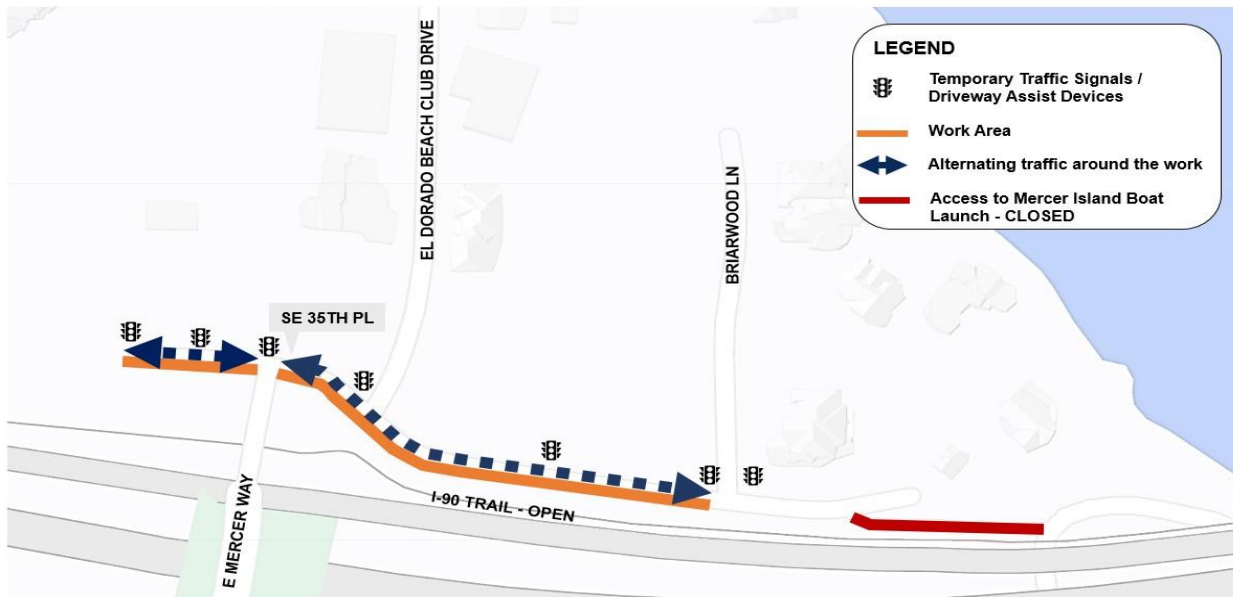 EL DORADO BEACH CLUB DRIVE
LEGEND
Temporary Traffic Signals /
Driveway Assist Devices
Work Area
Alternating traffic around the work
Access to Mercer Island Boat
Launch - CLOSED
BRIARWOOD LN
SE 35TH PL
I-90 TRAIL - OPEN
E MERCER WAY